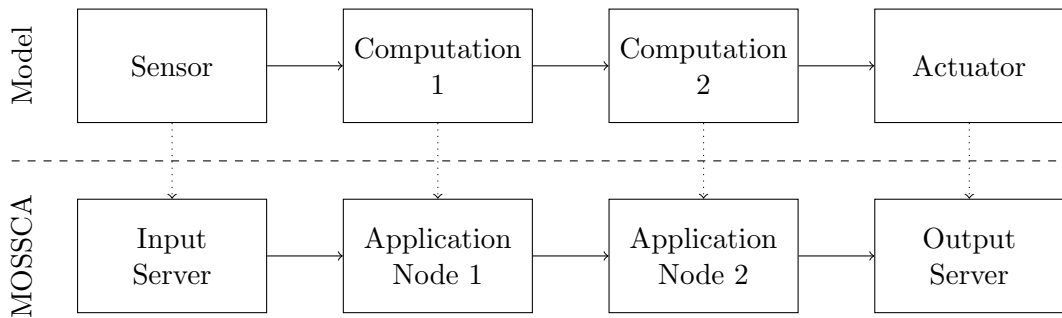 Model
Sensor
Computation
1
Computation
2
Actuator
MOSSCA
Input
Server
Application
Node 1
Application
Node 2
Output
Server